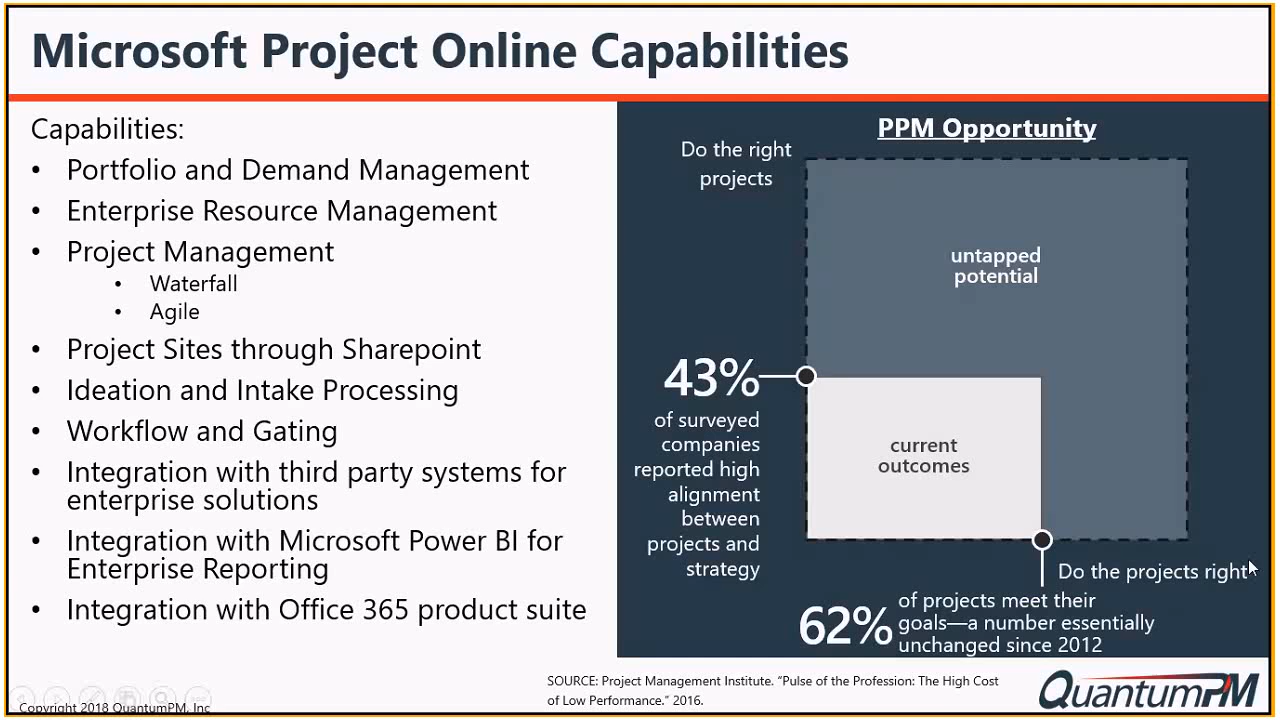 Microsoft Project Online Capabilities
Capabilities:
• Portfolio and Demand Management
• Enterprise Resource Management
• Project Management
• Waterfall
• Agile
• Project Sites through Sharepoint
• Ideation and Intake Processing
• Workflow and Gating
• Integration with third party systems for
enterprise solutions
• Integration with Microsoft Power BI for
Enterprise Reporting
• Integration with Office 365 product suite
PPM Opportunity
Do the right
projects
untapped
potential
43%
of surveyed
companies
reported high
alignment
between
projects and
strategy
current
outcomes
Do the projects right
62%
of projects meet their
goals—a number essentially
unchanged since 2012
SOURCE: Project Management Institute. “Pulse of the Profession: The High Cost
of Low Performance.” 2016.
Copyright 2018 QuantumPM, Inc
QuantumPM